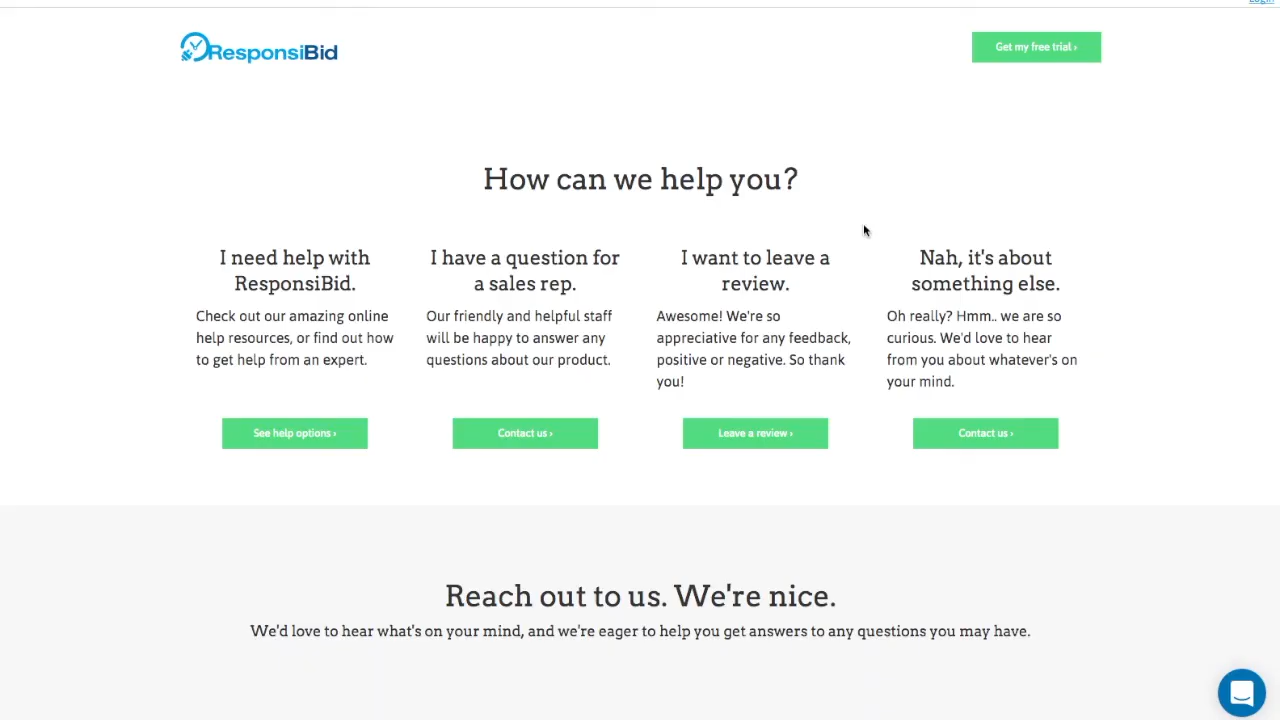 Login
ResponsiBid
Get my free trial ›
How can we help you?
I need help with
ResponsiBid.
Check out our amazing online
help resources, or find out how
to get help from an expert.
See help options ›
I have a question for
a sales rep.
Our friendly and helpful staff
will be happy to answer any
questions about our product.
Contact us ›
I want to leave a
review.
Awesome! We're so
appreciative for any feedback,
positive or negative. So thank
you!
Leave a review ›
Nah, it's about
something else.
Oh really? Hmm.. we are so
curious. We'd love to hear
from you about whatever's on
your mind.
Contact us ›
Reach out to us. We're nice.
We'd love to hear what's on your mind, and we're eager to help you get answers to any questions you may have.